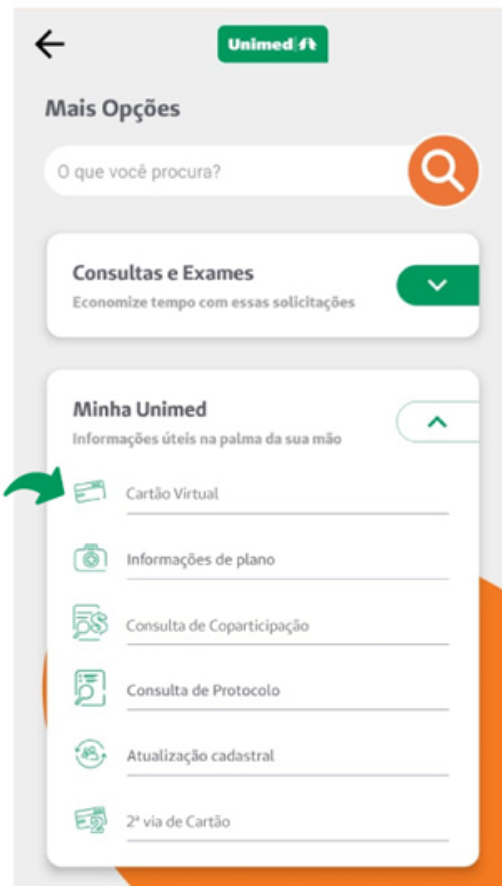 Unimed
Mais Opções
O que você procura?
Consultas e Exames
Economize tempo com essas solicitações
Minha Unimed
Informações úteis na palma da sua mão
Cartão Virtual
Informações de plano
Consulta de Coparticipação
Consulta de Protocolo
Atualização cadastral
2ª via de Cartão